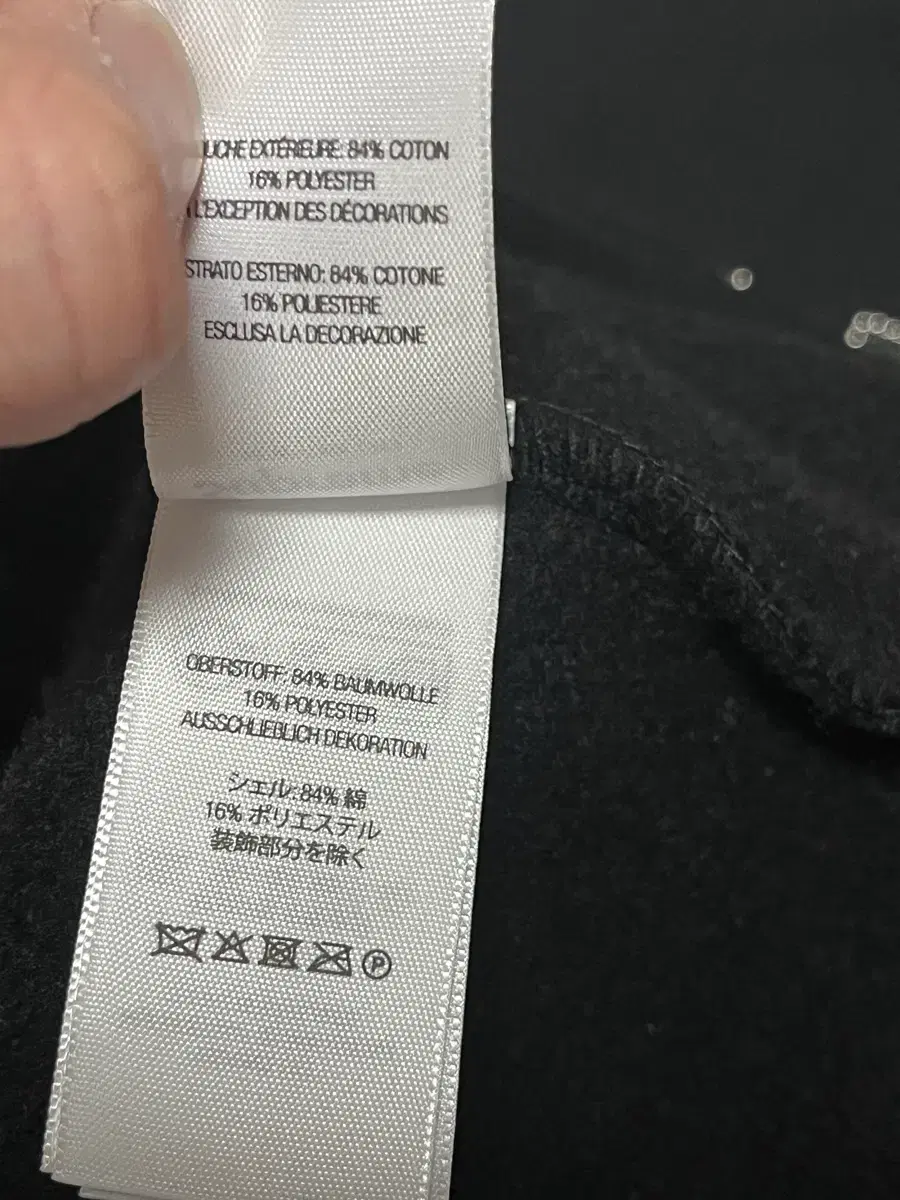 UCHE EXTÉRIEURE: 84% COTON
16% POLYESTER
L'EXCEPTION DES DÉCORATIONS
STRATO ESTERNO: 84% COTONE
16% POLIESTERE
ESCLUSA LA DECORAZIONE
OBERSTOFF: 84% BAUMWOLLE
16% POLYESTER
AUSSCHLIEBLICH DEKORATION
シェル: 84% 綿
16% ポリエステル
装飾部分を除く
P